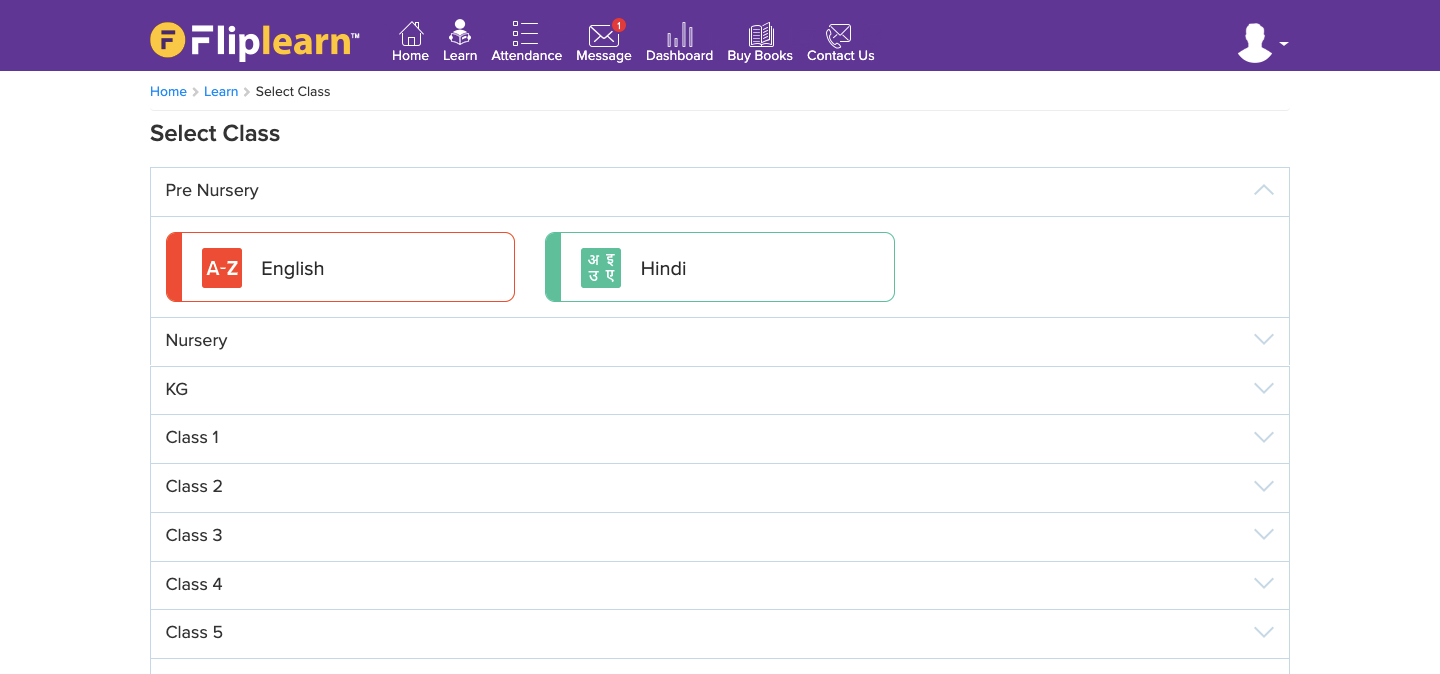 Fliplearn™
Home Learn Attendance Message 1 Dashboard Buy Books Contact Us
Home Learn Select Class
Select Class
Pre Nursery
A-Z English अ इ उ ए Hindi
Nursery
KG
Class 1
Class 2
Class 3
Class 4
Class 5